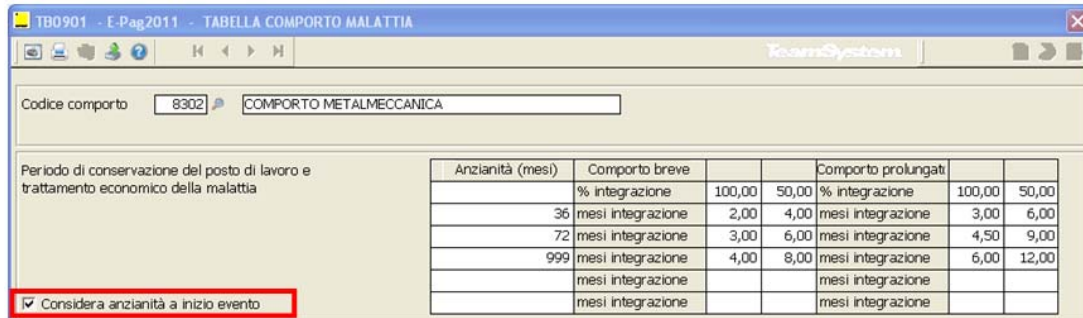 TB0901 - E-Pag2011 - TABELLA COMPORTO MALATTIA
TeamSystem
Codice comporto 8302 COMPORTO METALMECCANICA
Periodo di conservazione del posto di lavoro e
trattamento economico della malattia
Anzianità (mesi) Comporto breve Comporto prolungati
% integrazione 100,00 50,00 % integrazione 100,00 50,00
36 mesi integrazione 2,00 4,00 mesi integrazione 3,00 6,00
72 mesi integrazione 3,00 6,00 mesi integrazione 4,50 9,00
999 mesi integrazione 4,00 8,00 mesi integrazione 6,00 12,00
mesi integrazione mesi integrazione
Considera anzianità a inizio evento mesi integrazione mesi integrazione